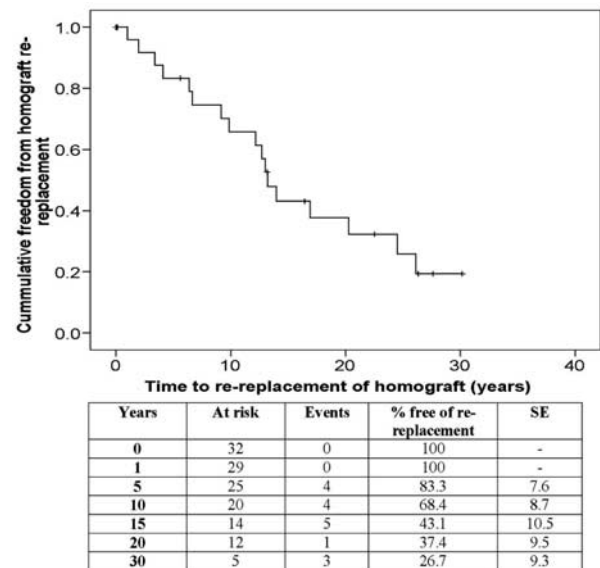 Cummulative freedom from homograft re-
replacement
1.0
0.8
0.6
0.4
0.2
0.0
0 10 20 30 40
Time to re-replacement of homograft (years)
Years At risk Events % free of re-
replacement SE
0 32 0 100 -
1 29 0 100 -
5 25 4 83.3 7.6
10 20 4 68.4 8.7
15 14 5 43.1 10.5
20 12 1 37.4 9.5
30 5 3 26.7 9.3